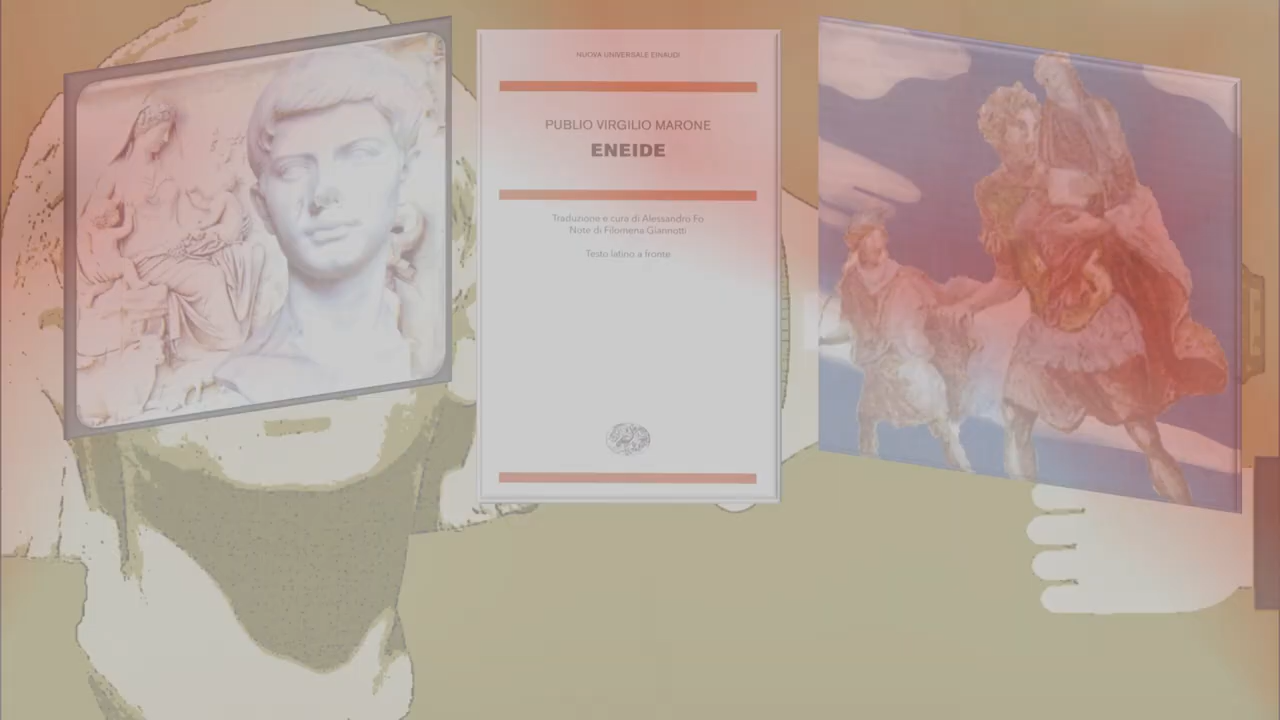 NUOVA UNIVERSALE EINAUDI
PUBLIO VIRGILIO MARONE
ENEIDE
Traduzione e cura di Alessandro Fo
Note di Filomena Giannotti
Testo latino a fronte